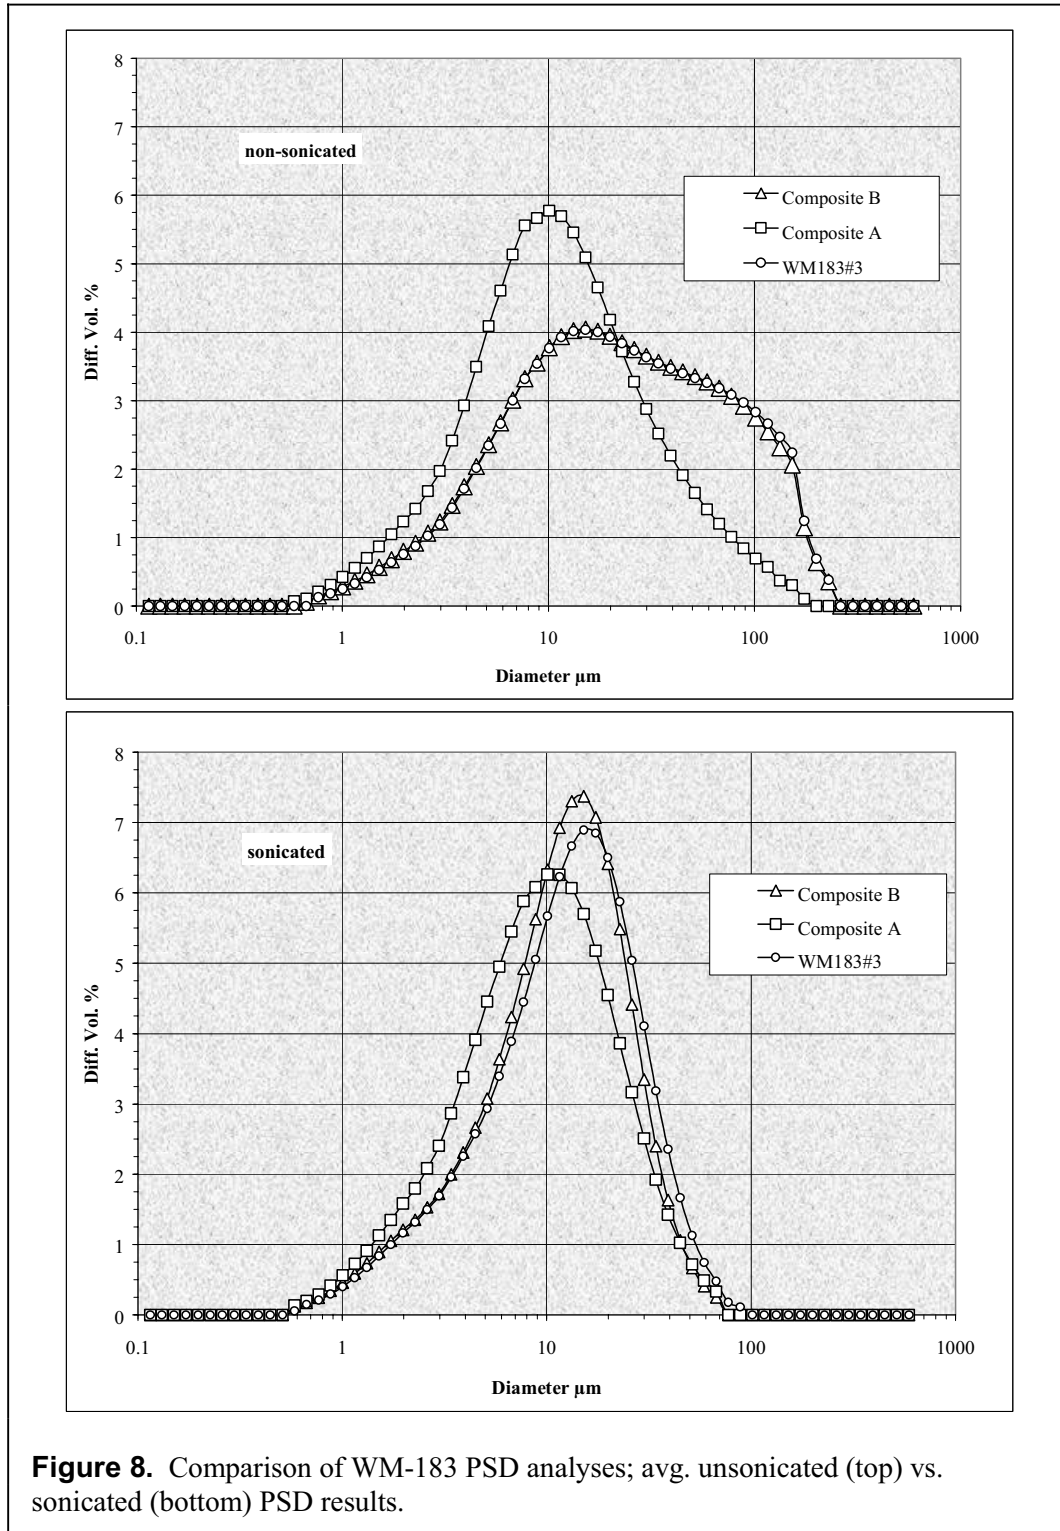 8
7
non-sonicated
6
Composite B
Composite A
5
WM183#3
4
Diff. Vol. %
3
2
1
0
0.1 1 10 100 1000
Diameter µm
8
7
sonicated
6
Composite B
Composite A
5
WM183#3
4
Diff. Vol. %
3
2
1
0
0.1 1 10 100 1000
Diameter µm
Figure 8. Comparison of WM-183 PSD analyses; avg. unsonicated (top) vs.
sonicated (bottom) PSD results.